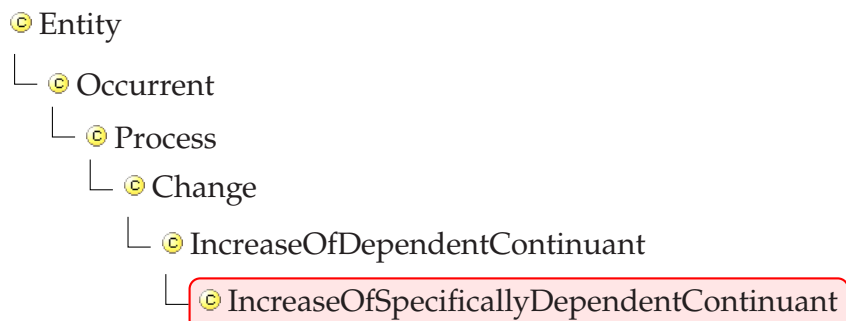 © Entity
© Occurrent
© Process
© Change
© IncreaseOfDependentContinuant
© IncreaseOfSpecificallyDependentContinuant